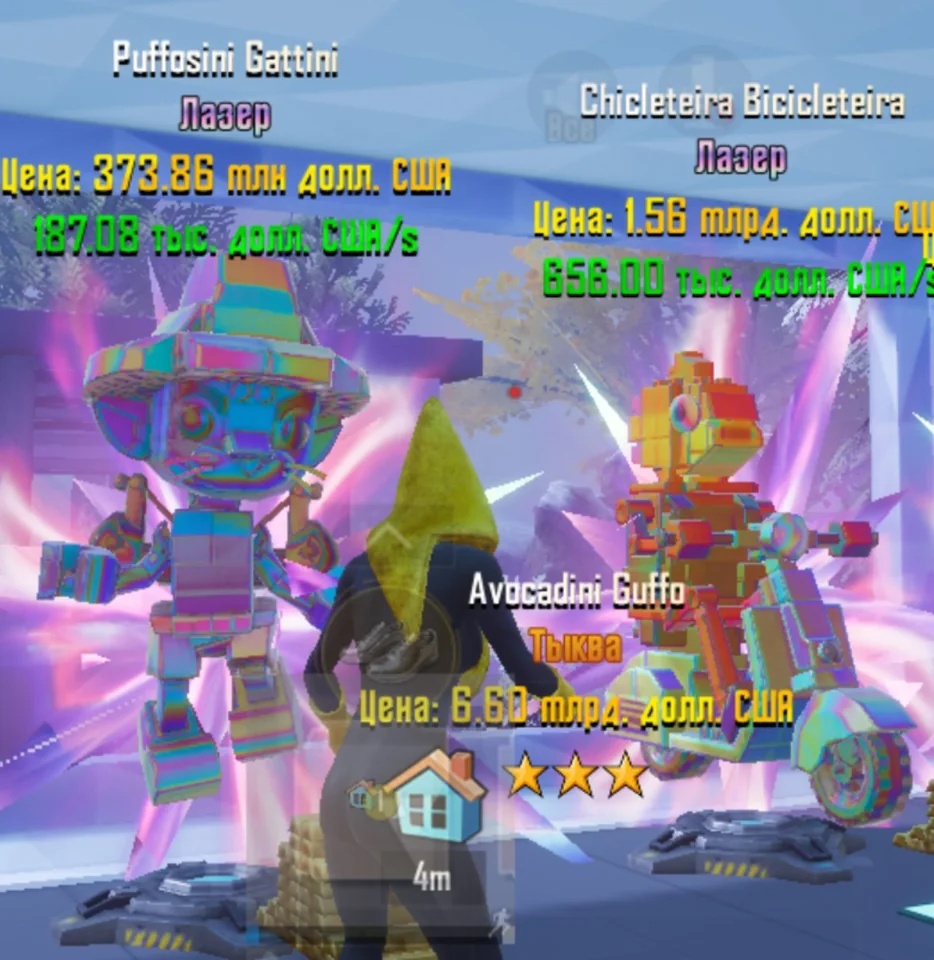 Puffosini Gattini
Лазер
Цена: 373.86 млн долл. США
187.08 тыс. долл. США/s
Все
Chicleteira Bicicleteira
Лазер
Цена: 1.56 млрд. долл. СШ
656.00 тыс. долл. США/s
Avocadini Guffo
Тыква
Цена: 6.60 млрд. долл. США
4m